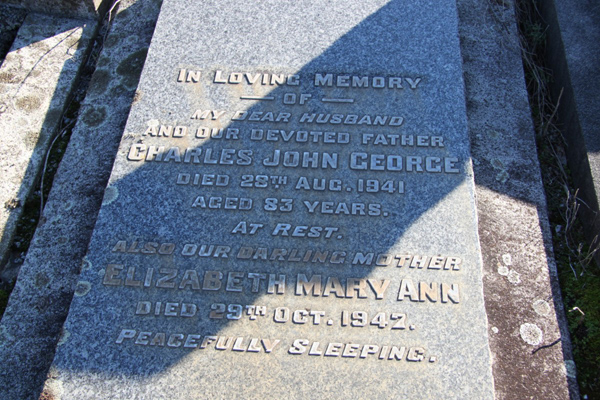 IN LOVING MEMORY
— OF —
MY DEAR HUSBAND
AND OUR DEVOTED FATHER
CHARLES JOHN GEORGE
DIED 28TH AUG. 1941
AGED 83 YEARS.
AT REST.
ALSO OUR DARLING MOTHER
ELIZABETH MARY ANN
DIED 29TH OCT. 1942.
PEACEFULLY SLEEPING.